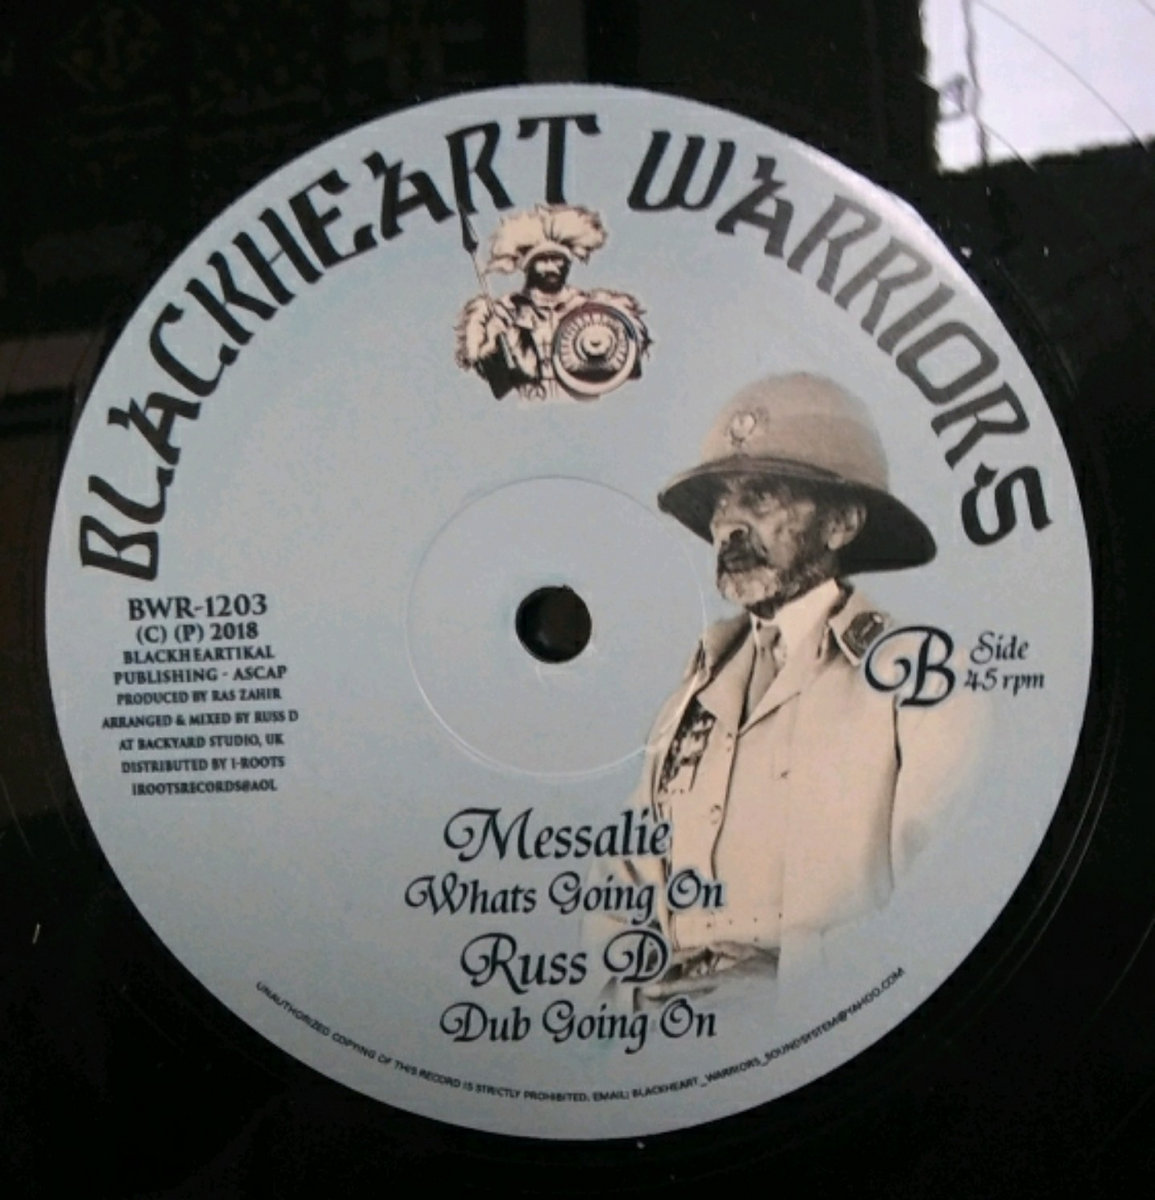 BLACKHEART WARRIORS
BWR-1203
(C) (P) 2018
BLACKHEARTIKAL
PUBLISHING - ASCAP
PRODUCED BY RAS ZAHIR
ARRANGED & MIXED BY RUSS D
AT BACKYARD STUDIO, UK
DISTRIBUTED BY I-ROOTS
IROOTSRECORDS@AOL
B Side
45 rpm
Messalie
Whats Going On
Russ D
Dub Going On
UNAUTHORIZED COPYING OF THIS RECORD IS STRICTLY PROHIBITED. EMAIL: BLACKHEART_WARRIORS_SOUNDSYSTEM@YAHOO.COM